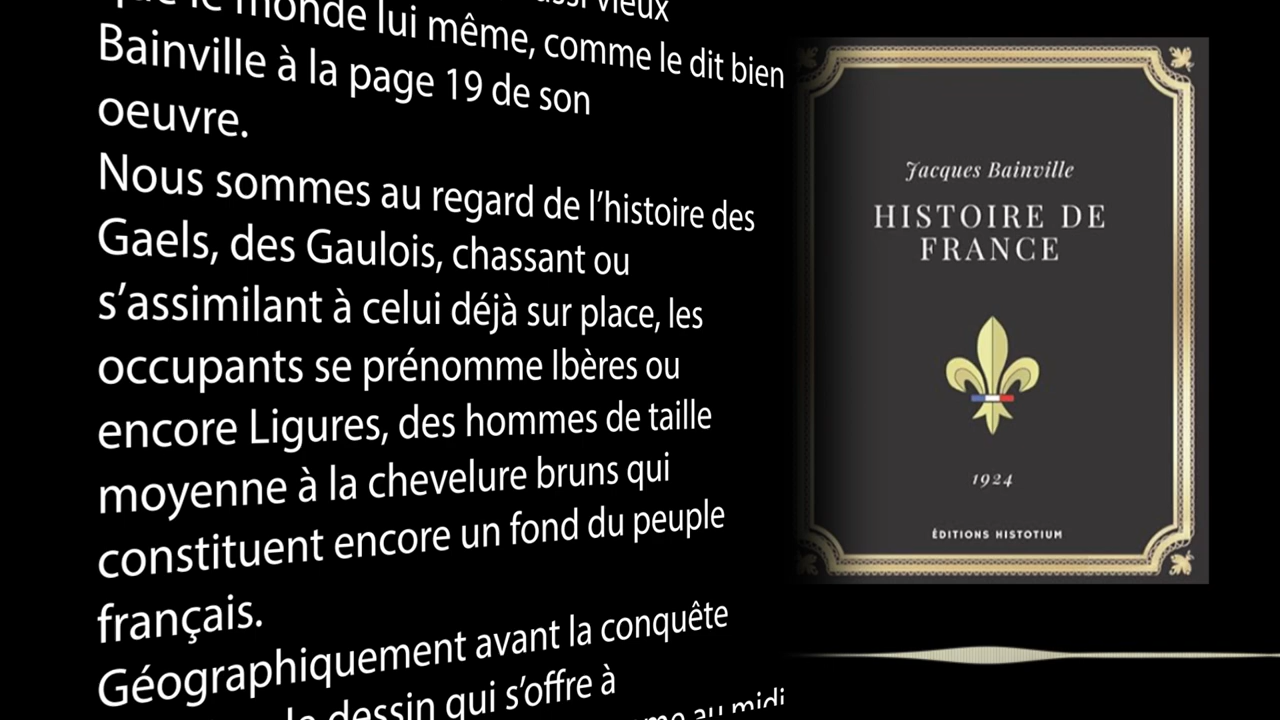 que le monde lui même, comme le dit bien
Bainville à la page 19 de son
oeuvre.
Nous sommes au regard de l’histoire des
Gaels, des Gaulois, chassant ou
s’assimilant à celui déjà sur place, les
occupants se prénomme Ibères ou
encore Ligures, des hommes de taille
moyenne à la chevelure bruns qui
constituent encore un fond du peuple
français.
Géographiquement avant la conquête
le dessin qui s’offre à
au midi
vieux
Jacques Bainville
HISTOIRE DE
FRANCE
1924
ÉDITIONS HISTOTIUM